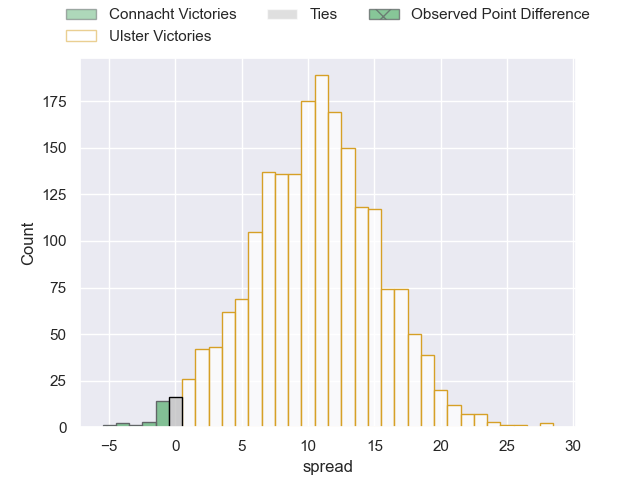 Connacht Victories Ties Observed Point Difference
Ulster Victories
175
150
125
100
75
50
25
0
Count
−5 0 5 10 15 20 25 30
spread